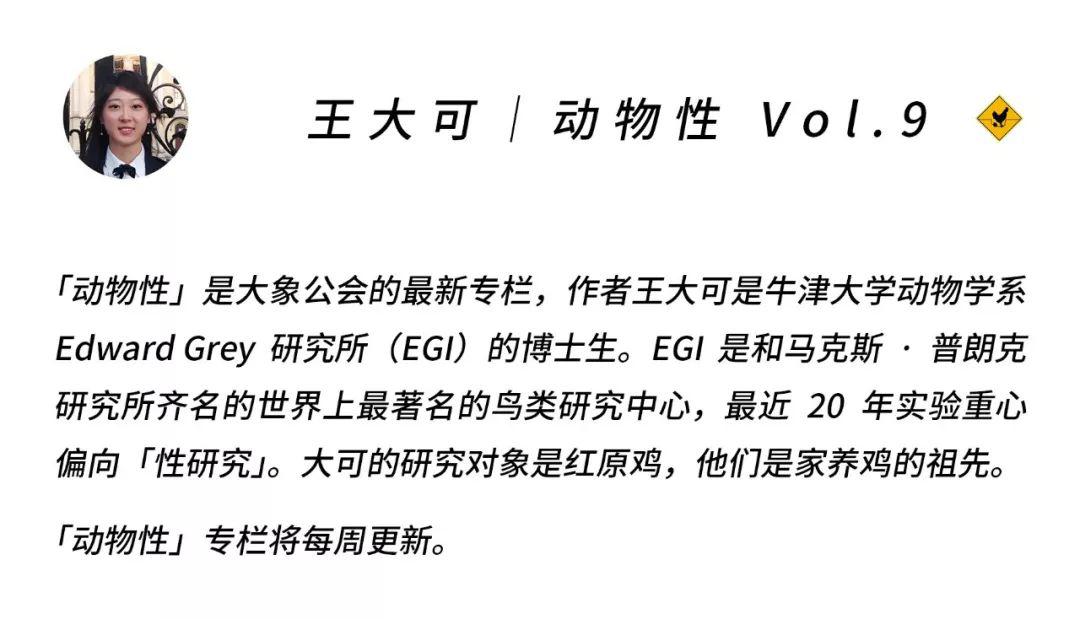 王大可｜动物性 Vol.9
「动物性」是大象公会的最新专栏，作者王大可是牛津大学动物学系
Edward Grey 研究所（EGI）的博士生。EGI 是和马克斯 · 普朗克
研究所齐名的世界上最著名的鸟类研究中心，最近 20 年实验重心
偏向「性研究」。大可的研究对象是红原鸡，他们是家养鸡的祖先。
「动物性」专栏将每周更新。